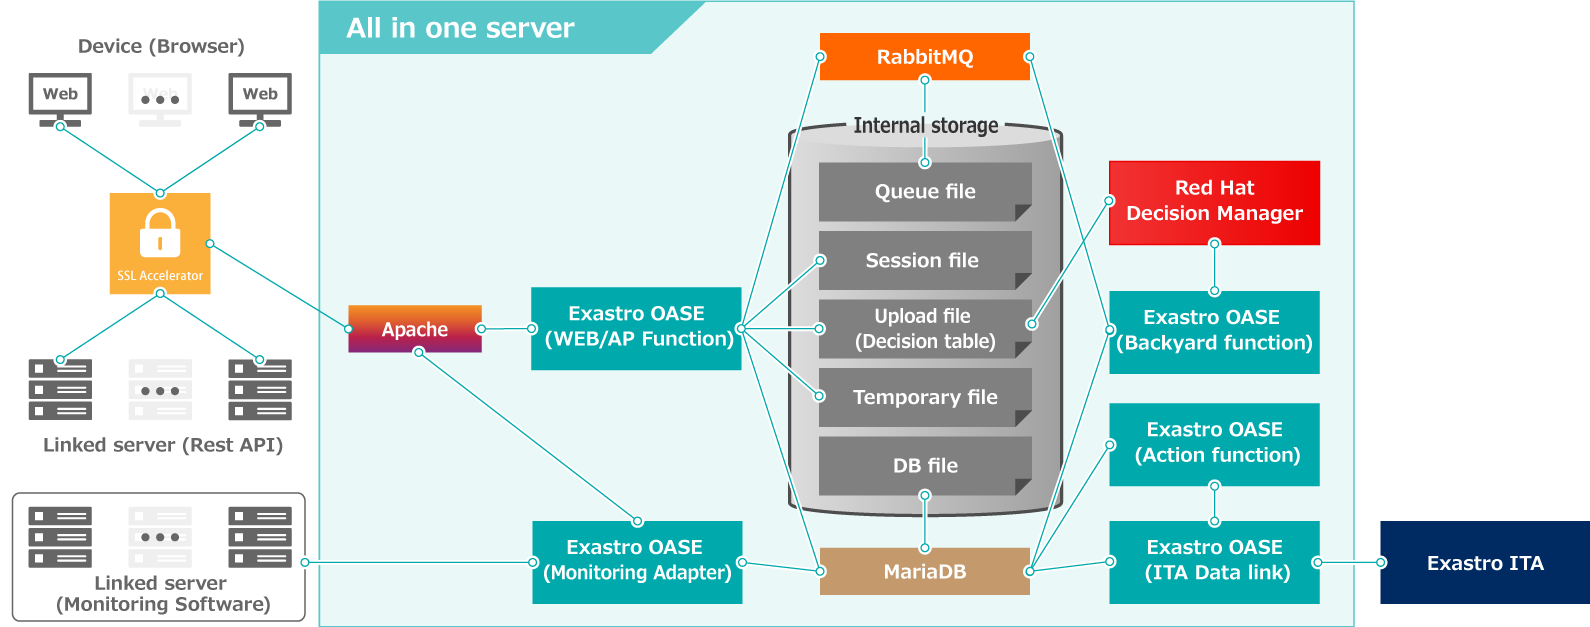 All in one server
Device (Browser)
Web
Web
Web
SSL Accelerator
Linked server (Rest API)
Linked server
(Monitoring Software)
Apache
Exastro OASE
(WEB/AP Function)
Exastro OASE
(Monitoring Adapter)
RabbitMQ
Internal storage
Queue file
Session file
Upload file
(Decision table)
Temporary file
DB file
MariaDB
Red Hat
Decision Manager
Exastro OASE
(Backyard function)
Exastro OASE
(Action function)
Exastro OASE
(ITA Data link)
Exastro ITA